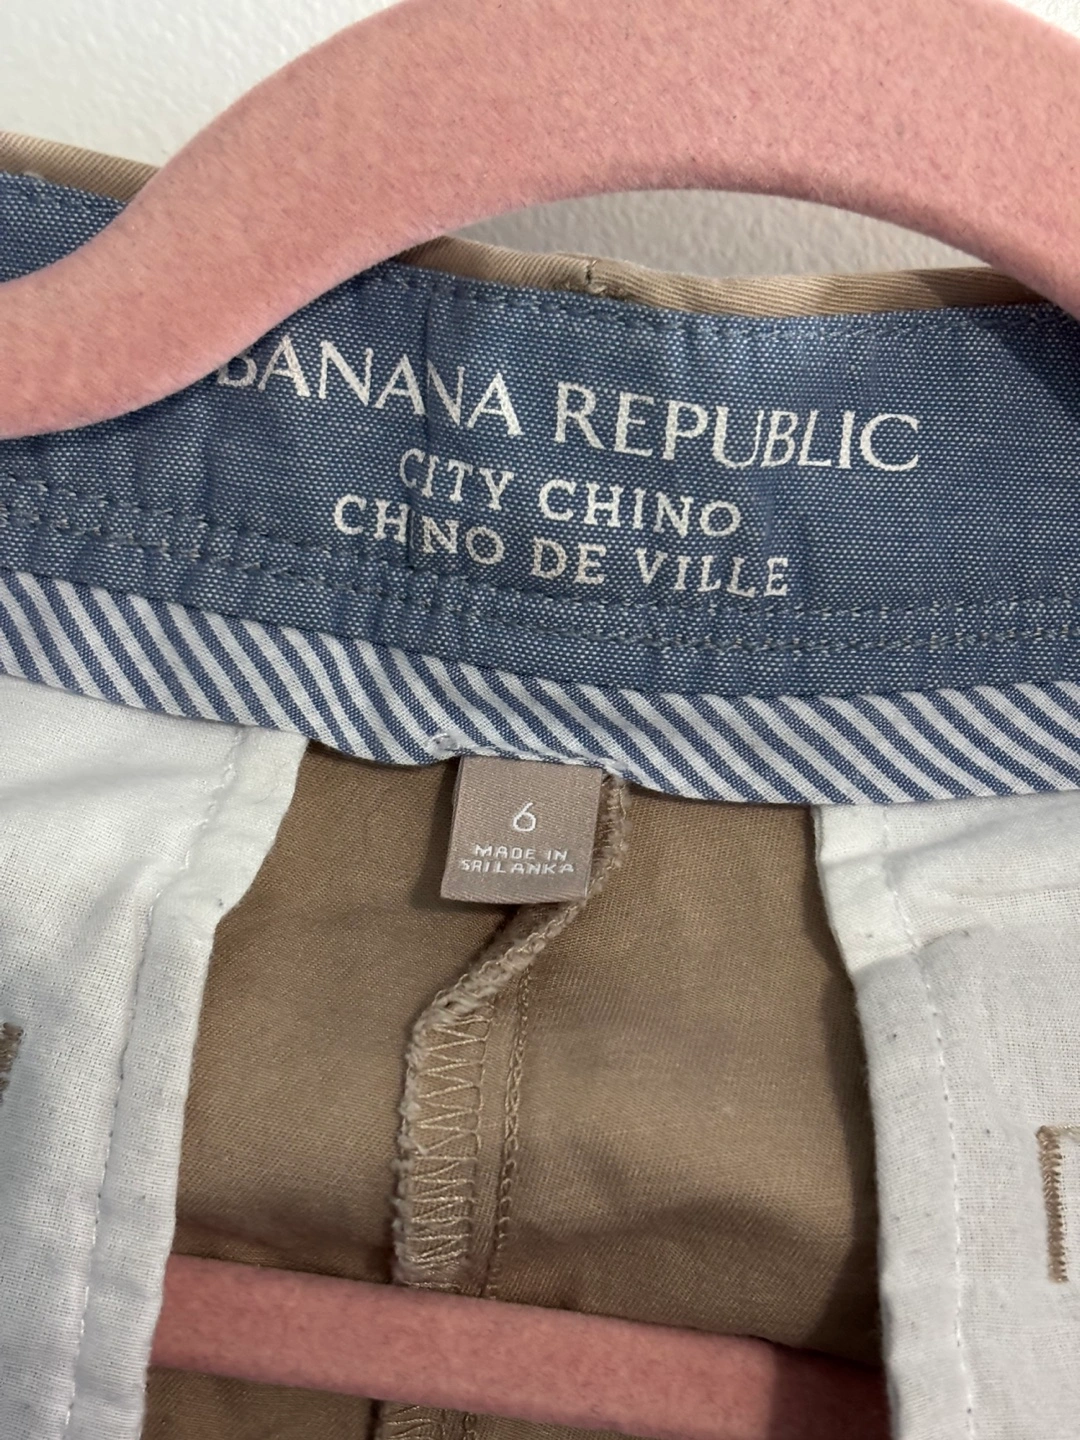 BANANA REPUBLIC
CITY CHINO
CHINO DE VILLE
6
MADE IN
SRI LANKA